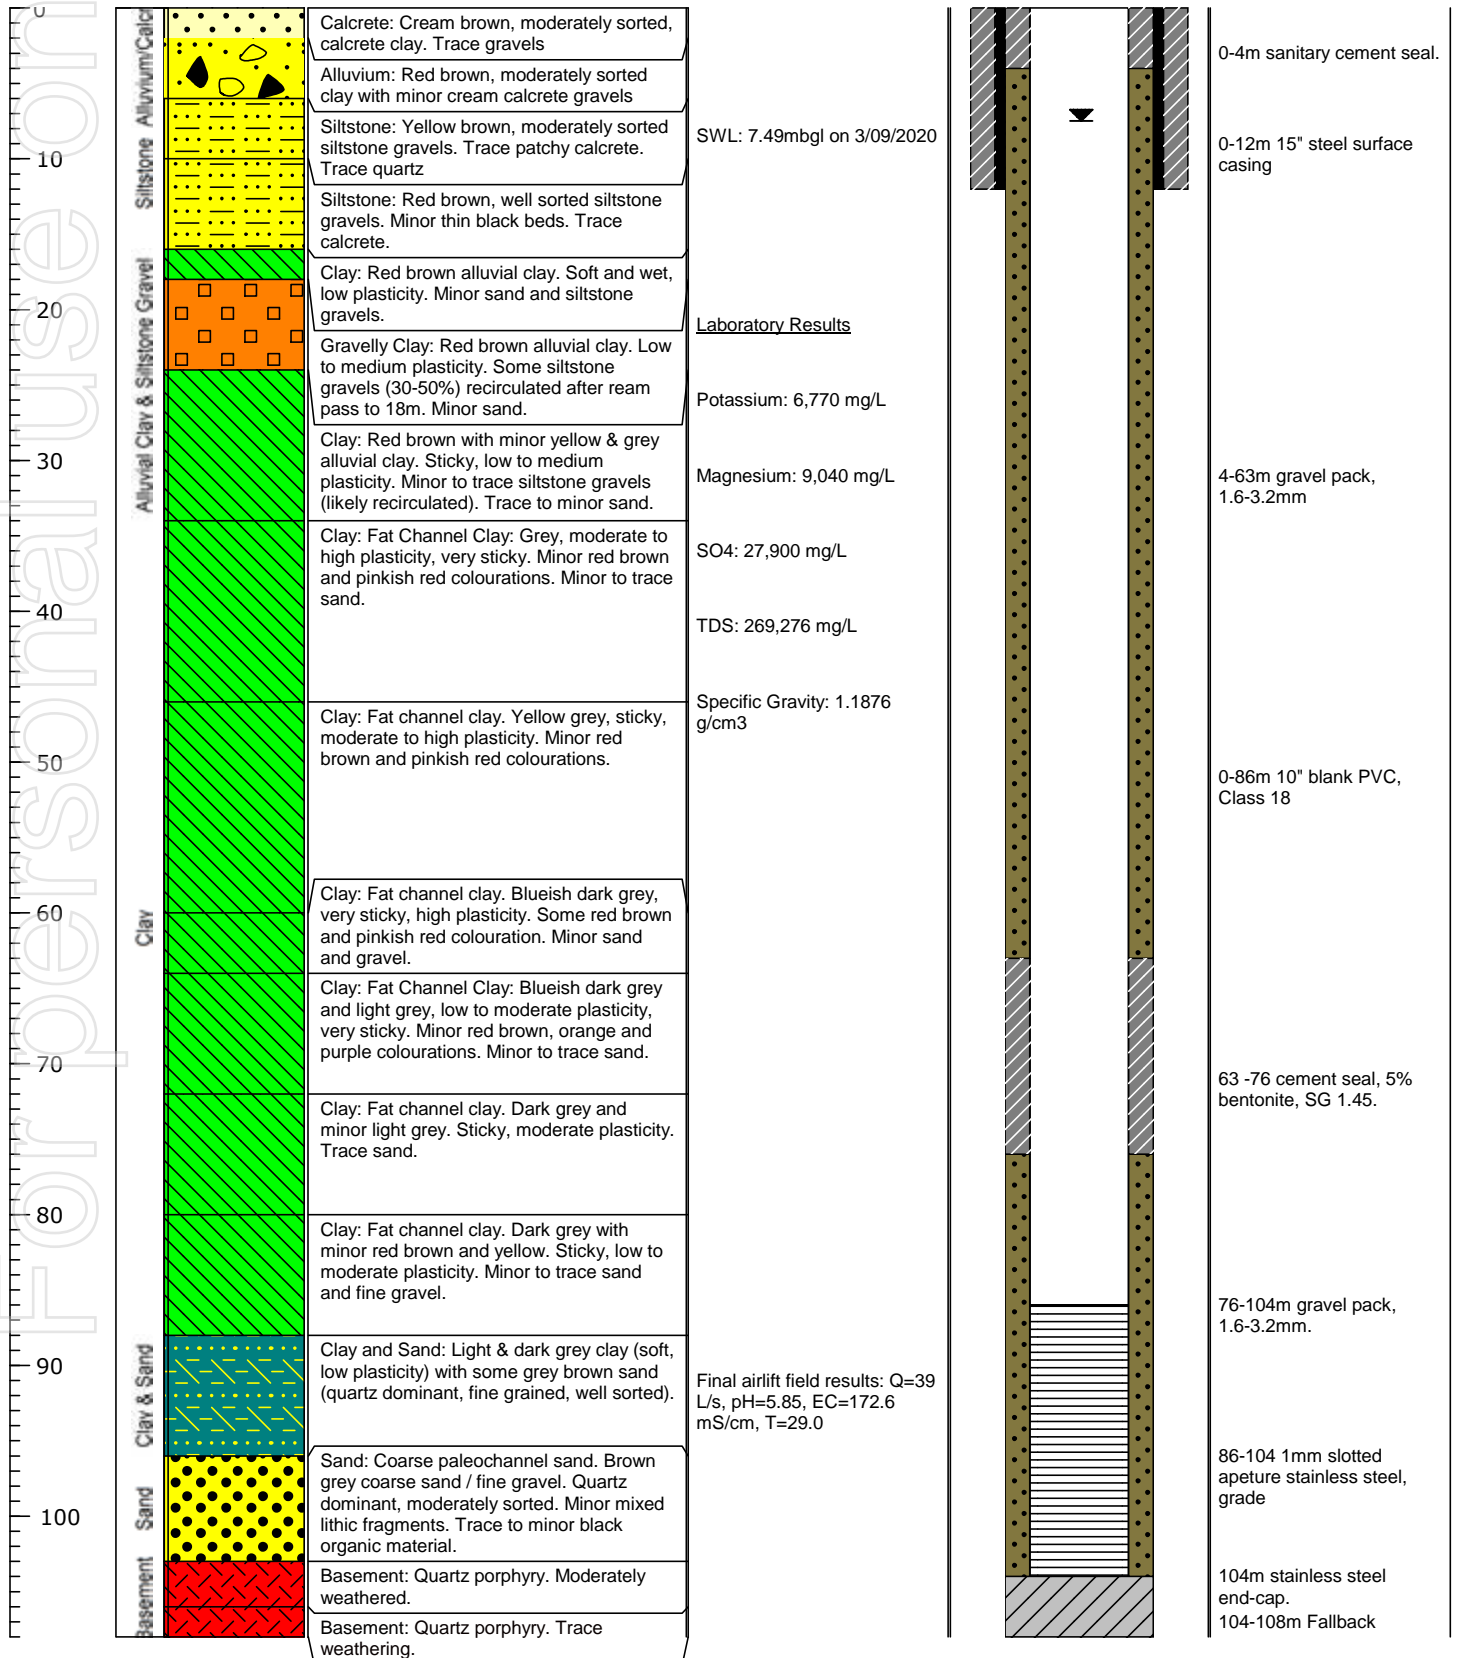 For personal use on
0
10
20
30
40
50
60
70
80
90
100
Alluvium/Calcr
Siltstone
Alluvial Clay & Siltstone Gravel
Clay
Clay & Sand
Sand
Basement
Calcrete: Cream brown, moderately sorted,
calcrete clay. Trace gravels
Alluvium: Red brown, moderately sorted
clay with minor cream calcrete gravels
Siltstone: Yellow brown, moderately sorted
siltstone gravels. Trace patchy calcrete.
Trace quartz
Siltstone: Red brown, well sorted siltstone
gravels. Minor thin black beds. Trace
calcrete.
Clay: Red brown alluvial clay. Soft and wet,
low plasticity. Minor sand and siltstone
gravels.
Gravelly Clay: Red brown alluvial clay. Low
to medium plasticity. Some siltstone
gravels (30-50%) recirculated after ream
pass to 18m. Minor sand.
Clay: Red brown with minor yellow & grey
alluvial clay. Sticky, low to medium
plasticity. Minor to trace siltstone gravels
(likely recirculated). Trace to minor sand.
Clay: Fat Channel Clay: Grey, moderate to
high plasticity, very sticky. Minor red brown
and pinkish red colourations. Minor to trace
sand.
Clay: Fat channel clay. Yellow grey, sticky,
moderate to high plasticity. Minor red
brown and pinkish red colourations.
Clay: Fat channel clay. Blueish dark grey,
very sticky, high plasticity. Some red brown
and pinkish red colouration. Minor sand
and gravel.
Clay: Fat Channel Clay: Blueish dark grey
and light grey, low to moderate plasticity,
very sticky. Minor red brown, orange and
purple colourations. Minor to trace sand.
Clay: Fat channel clay. Dark grey and
minor light grey. Sticky, moderate plasticity.
Trace sand.
Clay: Fat channel clay. Dark grey with
minor red brown and yellow. Sticky, low to
moderate plasticity. Minor to trace sand
and fine gravel.
Clay and Sand: Light & dark grey clay (soft,
low plasticity) with some grey brown sand
(quartz dominant, fine grained, well sorted).
Sand: Coarse paleochannel sand. Brown
grey coarse sand / fine gravel. Quartz
dominant, moderately sorted. Minor mixed
lithic fragments. Trace to minor black
organic material.
Basement: Quartz porphyry. Moderately
weathered.
Basement: Quartz porphyry. Trace
weathering.
SWL: 7.49mbgl on 3/09/2020
Laboratory Results
Potassium: 6,770 mg/L
Magnesium: 9,040 mg/L
SO4: 27,900 mg/L
TDS: 269,276 mg/L
Specific Gravity: 1.1876
g/cm3
Final airlift field results: Q=39
L/s, pH=5.85, EC=172.6
mS/cm, T=29.0
0-4m sanitary cement seal.
0-12m 15" steel surface
casing
4-63m gravel pack,
1.6-3.2mm
0-86m 10" blank PVC,
Class 18
63 -76 cement seal, 5%
bentonite, SG 1.45.
76-104m gravel pack,
1.6-3.2mm.
86-104 1mm slotted
apeture stainless steel,
grade
104m stainless steel
end-cap.
104-108m Fallback